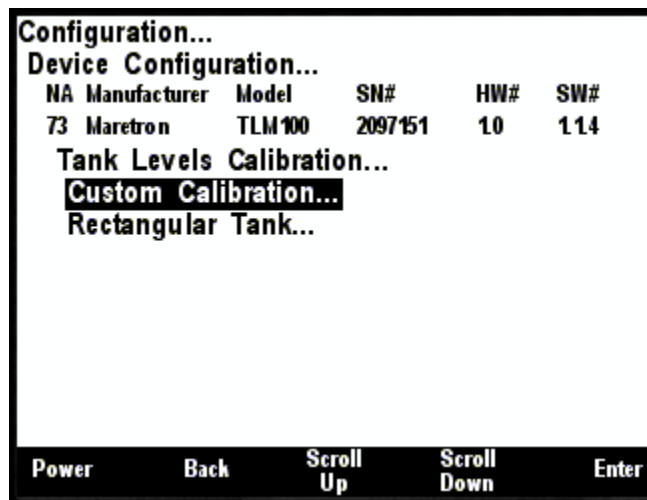 Configuration...
Device Configuration...
NA Manufacturer Model SN# HW# SW#
73 Maretron TLM100 2097151 1.0 1.1.4
Tank Levels Calibration...
Custom Calibration...
Rectangular Tank...
Power Back Scroll Up Scroll Down Enter